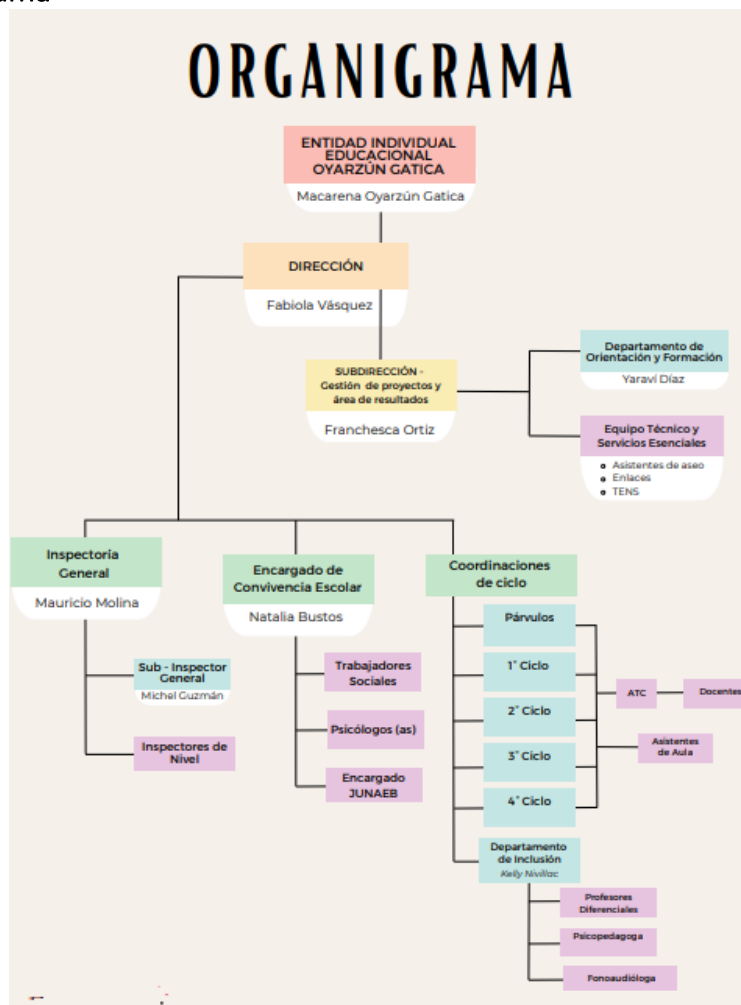 ORGANIGRAMA
ENTIDAD INDIVIDUAL
EDUCACIONAL
OYARZÚN GATICA
Macarena Oyarzún Gatica
DIRECCIÓN
Fabiola Vásquez
SUBDIRECCIÓN -
Gestión de proyectos y
área de resultados
Franchesca Ortiz
Departamento de
Orientación y Formación
Yaraví Díaz
Equipo Técnico y
Servicios Esenciales
Asistentes de aseo
Enlaces
TENS
Inspectoría
General
Mauricio Molina
Sub - Inspector
General
Michel Guzmán
Inspectores de
Nivel
Encargado de
Convivencia Escolar
Natalia Bustos
Trabajadores
Sociales
Psicólogos (as)
Encargado
JUNAEB
Coordinaciones
de ciclo
Párvulos
1° Ciclo
2° Ciclo
3° Ciclo
4° Ciclo
ATC
Docentes
Asistentes
de Aula
Departamento
de Inclusión
Kelly Nivillac
Profesores
Diferenciales
Psicopedagoga
Fonoaudióloga